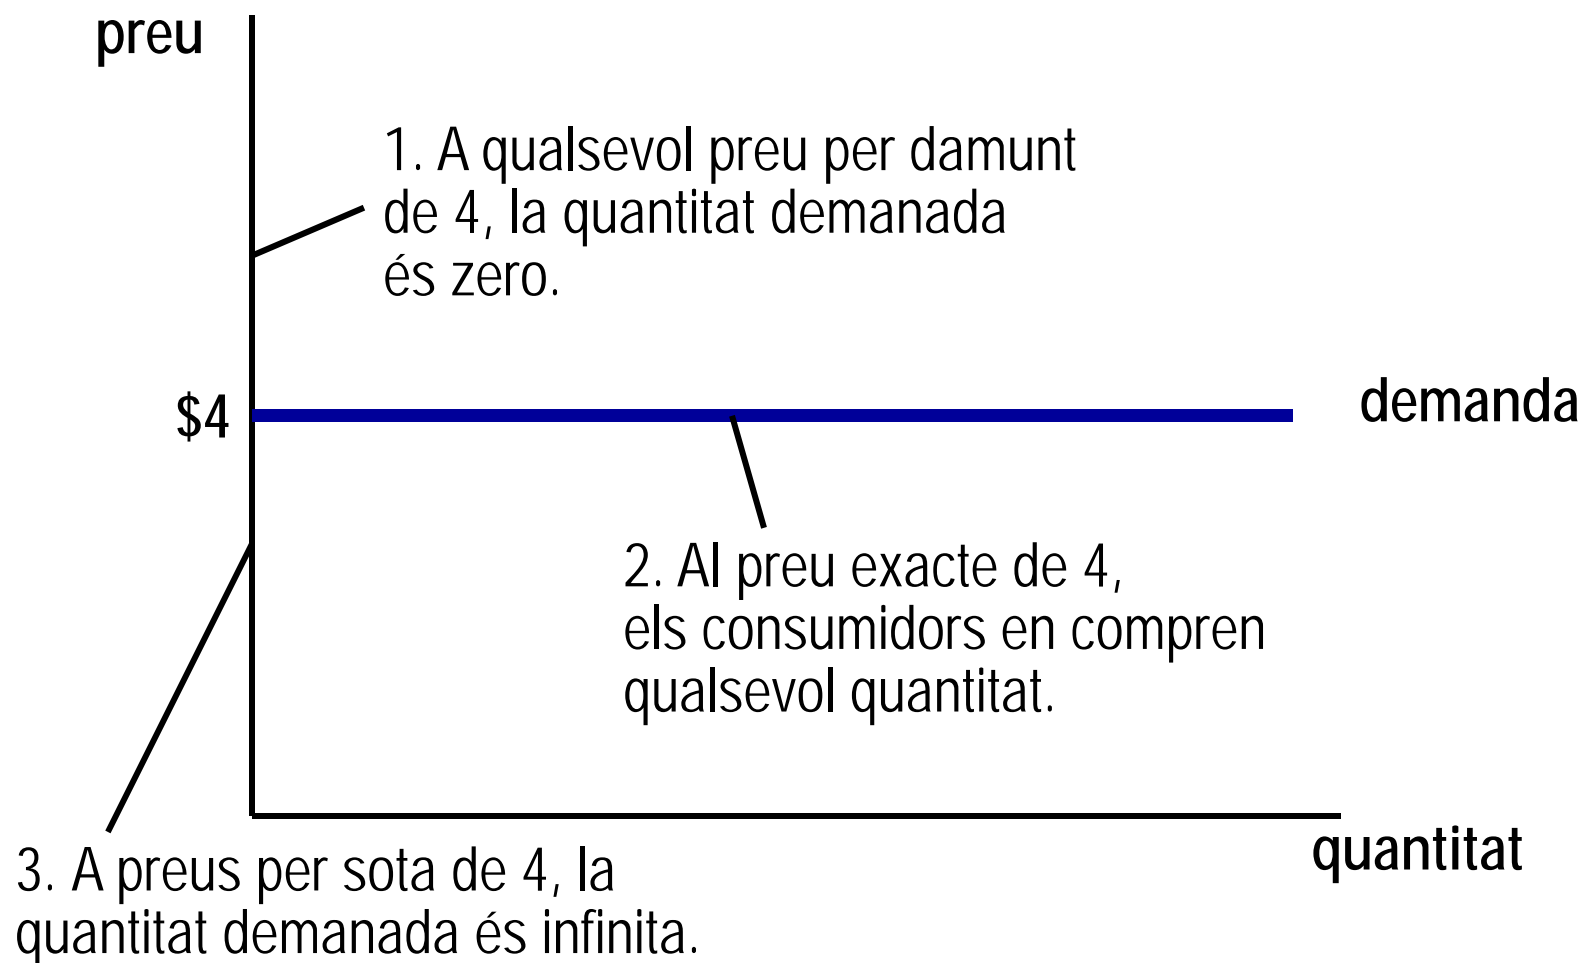 preu
1. A qualsevol preu per damunt
de 4, la quantitat demanada
és zero.
$4
demanda
2. Al preu exacte de 4,
els consumidors en compren
qualsevol quantitat.
quantitat
3. A preus per sota de 4, la
quantitat demanada és infinita.